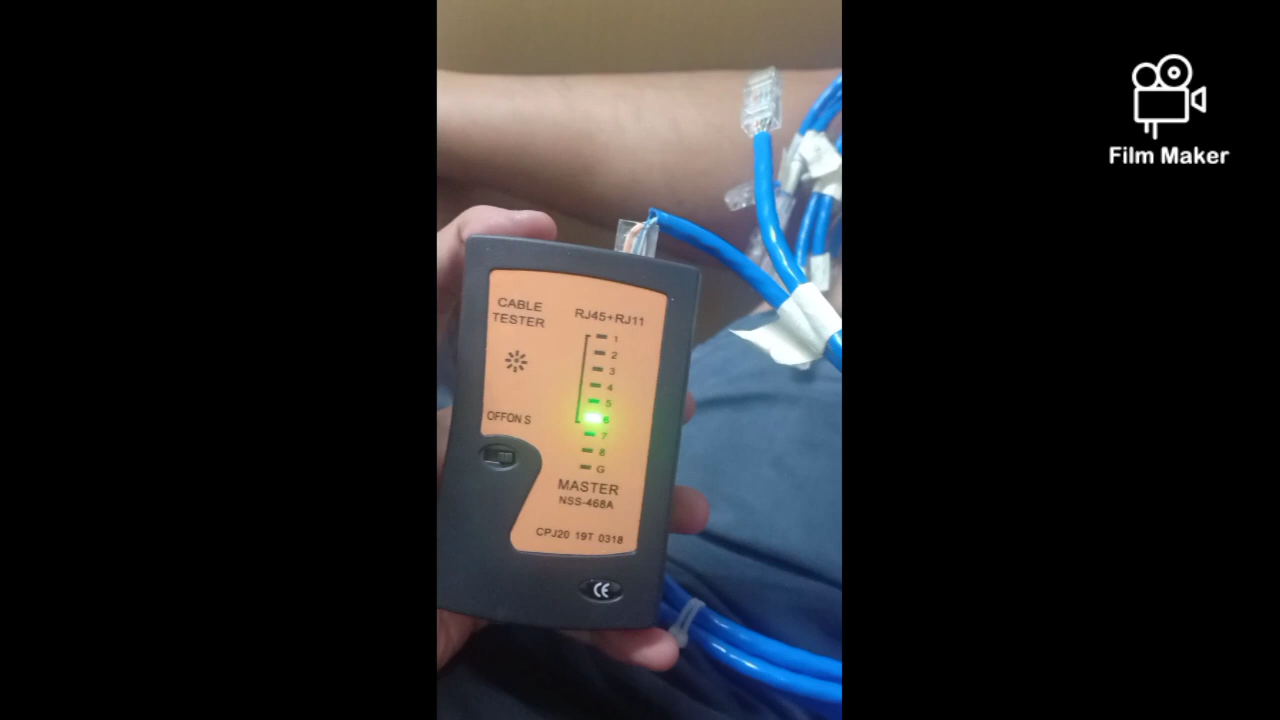 Film Maker
CABLE
TESTER
RJ45+RJ11
1
2
3
4
5
6
7
8
G
OFFON S
MASTER
NSS-468A
CPJ20 19T 0318
CE